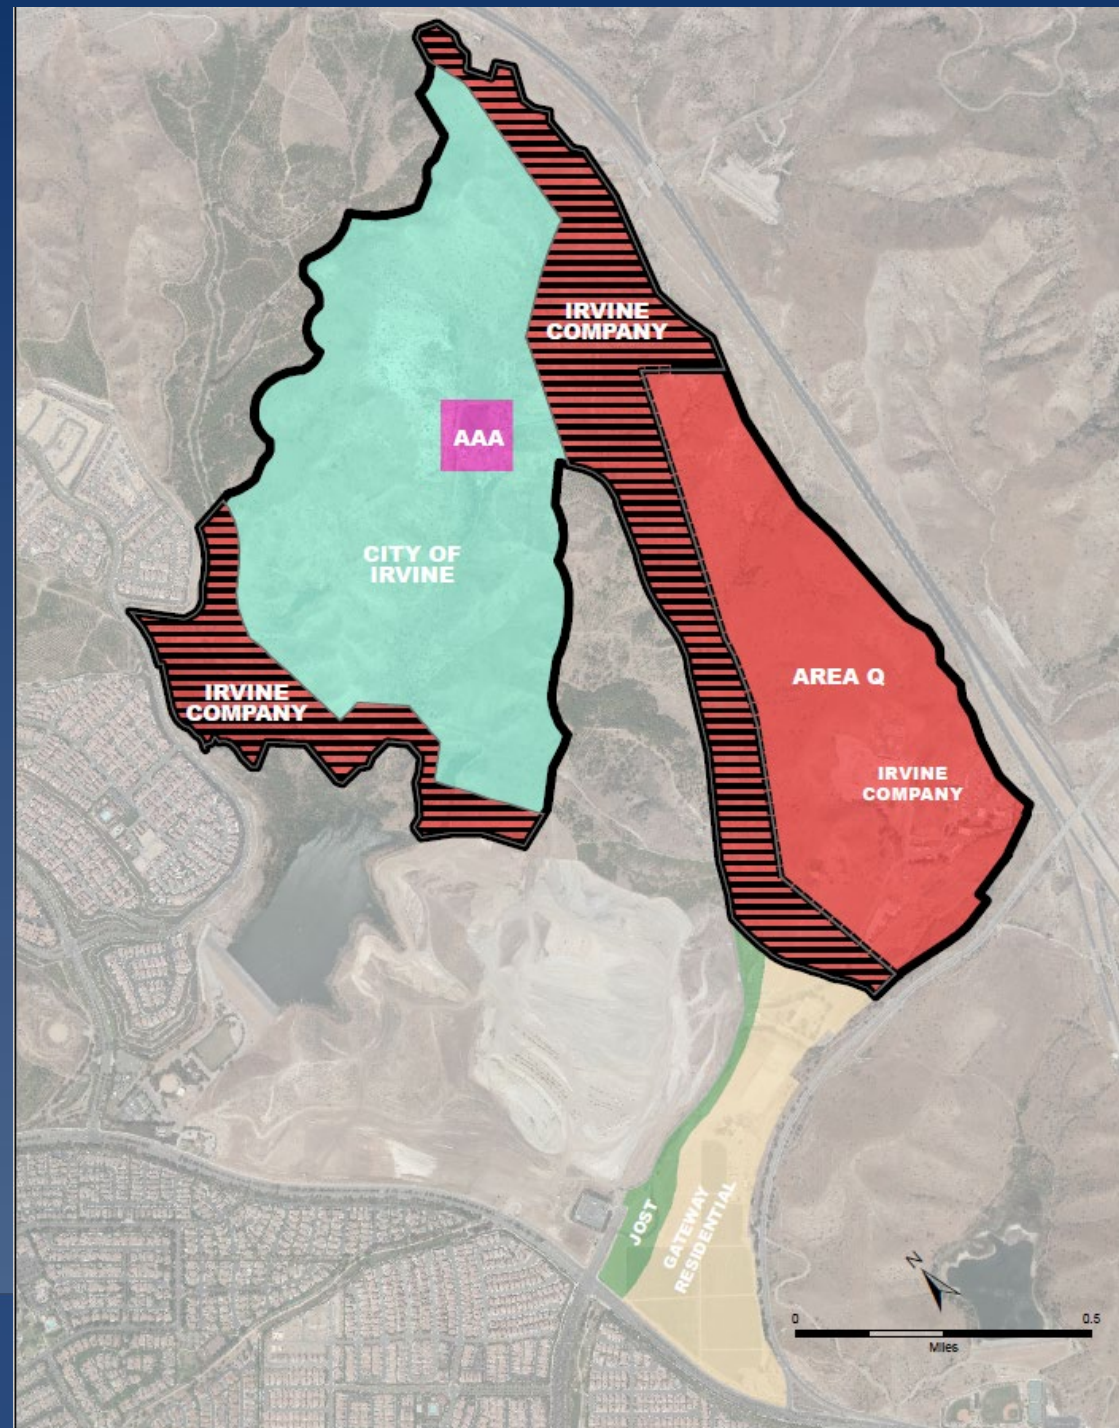 IRVINE
COMPANY
AAA
CITY OF
IRVINE
AREA Q
IRVINE
COMPANY
IRVINE
COMPANY
JOST
GATEWAY
RESIDENTIAL
N
0
0.5
Miles